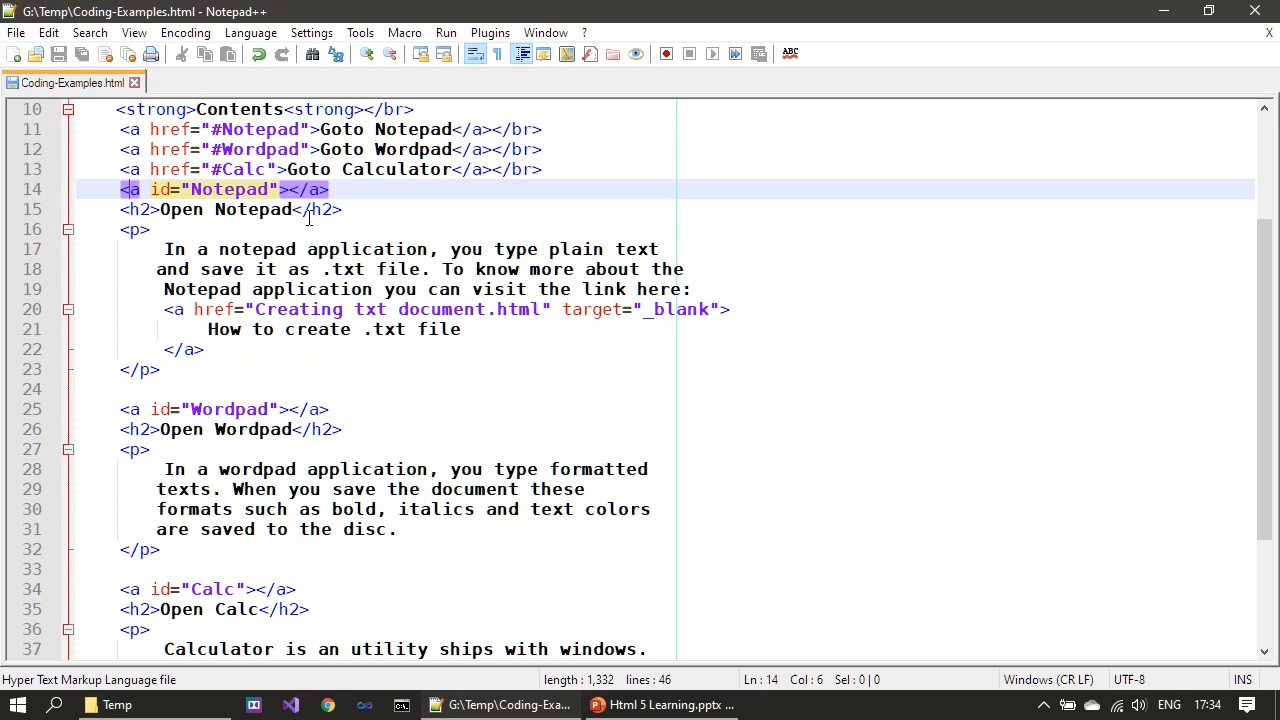 G:\Temp\Coding-Examples.html - Notepad++
File Edit Search View Encoding Language Settings Tools Macro Run Plugins Window ? X
ABC
Coding-Examples.html
10 <strong>Contents<strong></br>
11 <a href="#Notepad">Goto Notepad</a></br>
12 <a href="#Wordpad">Goto Wordpad</a></br>
13 <a href="#Calc">Goto Calculator</a></br>
14 <a id="Notepad"></a>
15 <h2>Open Notepad</h2>
16 <p>
17 In a notepad application, you type plain text
18 and save it as .txt file. To know more about the
19 Notepad application you can visit the link here:
20 <a href="Creating txt document.html" target="_blank">
21 How to create .txt file
22 </a>
23 </p>
24
25 <a id="Wordpad"></a>
26 <h2>Open Wordpad</h2>
27 <p>
28 In a wordpad application, you type formatted
29 texts. When you save the document these
30 formats such as bold, italics and text colors
31 are saved to the disc.
32 </p>
33
34 <a id="Calc"></a>
35 <h2>Open Calc</h2>
36 <p>
37 Calculator is an utility ships with windows.
Hyper Text Markup Language file length : 1,332 lines : 46 Ln : 14 Col : 6 Sel : 0 | 0 Windows (CR LF) UTF-8 INS
Temp G:\Temp\Coding-Exa... Html 5 Learning.pptx ... ENG 17:34